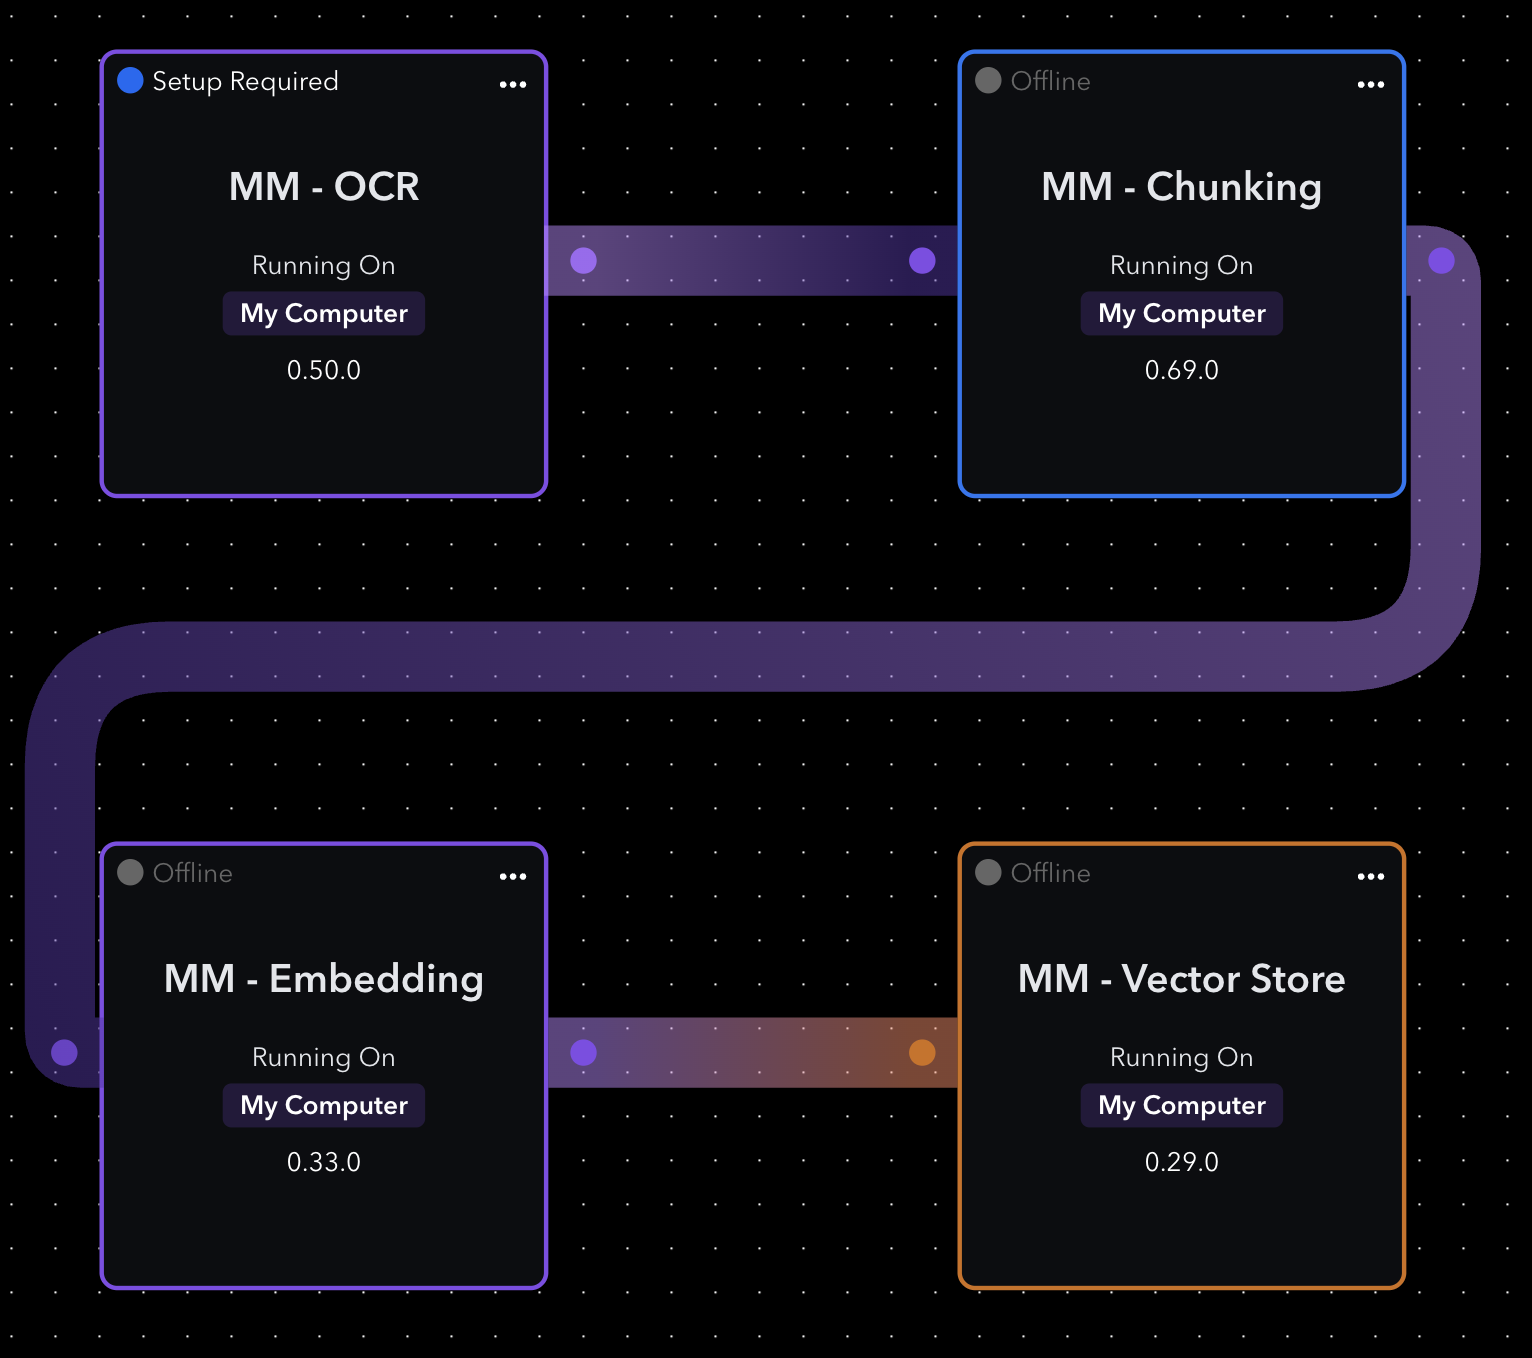 Setup Required
MM - OCR
Running On
My Computer
0.50.0
Offline
MM - Chunking
Running On
My Computer
0.69.0
Offline
MM - Embedding
Running On
My Computer
0.33.0
Offline
MM - Vector Store
Running On
My Computer
0.29.0